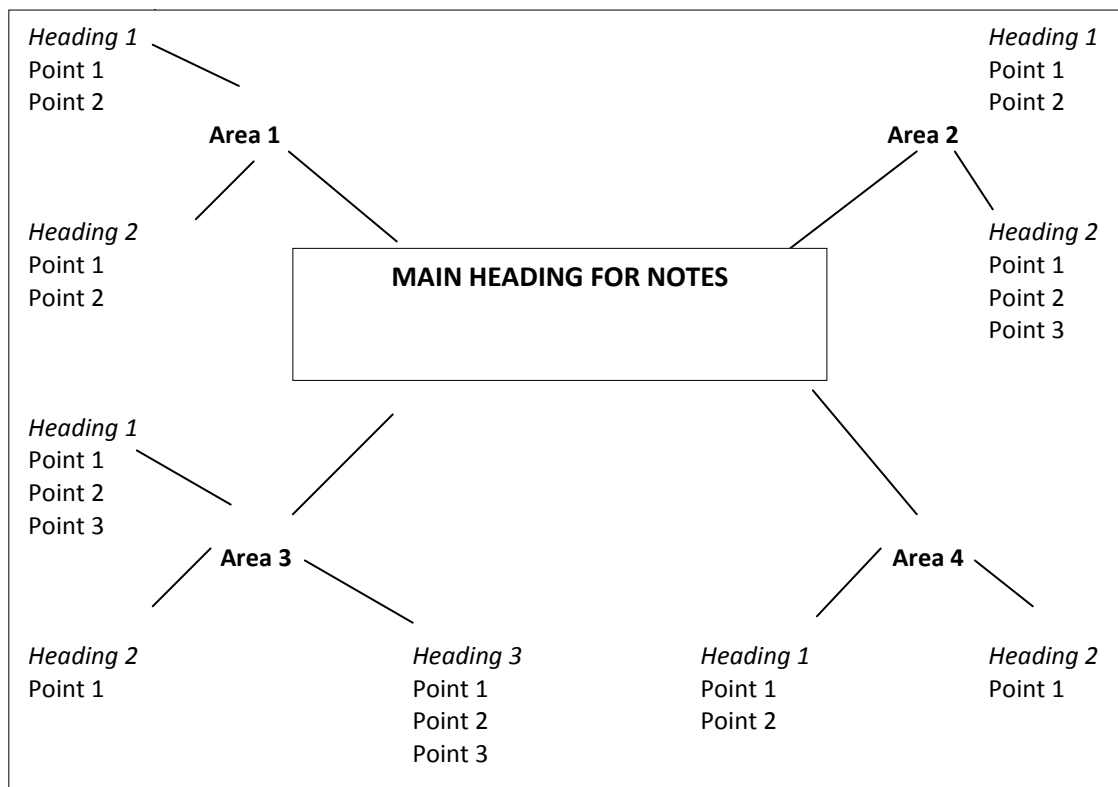 Heading 1
Point 1
Point 2
Area 1
Heading 2
Point 1
Point 2
Heading 1
Point 1
Point 2
Area 2
Heading 2
Point 1
Point 2
Point 3
MAIN HEADING FOR NOTES
Heading 1
Point 1
Point 2
Point 3
Area 3
Heading 2
Point 1
Heading 3
Point 1
Point 2
Point 3
Area 4
Heading 1
Point 1
Point 2
Heading 2
Point 1